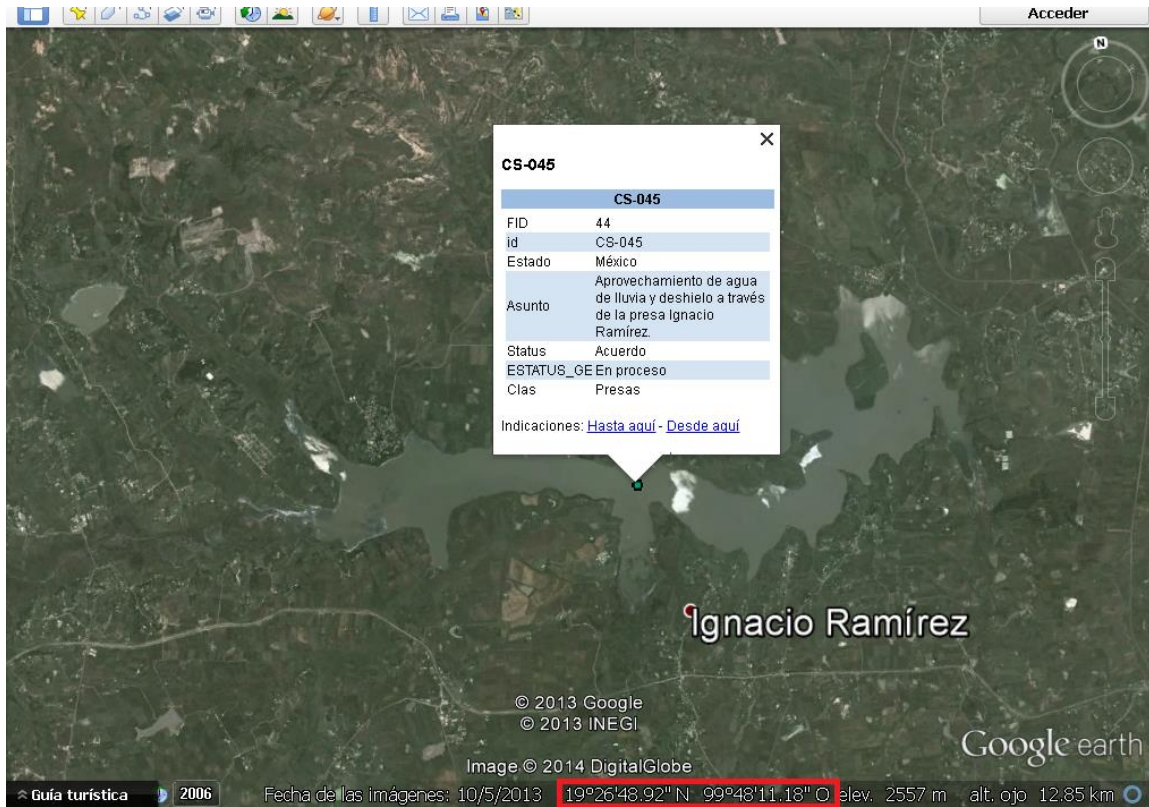 Acceder
N
CS-045
CS-045
FID 44
id CS-045
Estado México
Asunto Aprovechamiento de agua
de lluvia y deshielo a través
de la presa Ignacio
Ramírez.
Status Acuerdo
ESTATUS_GE En proceso
Clas Presas
Indicaciones: Hasta aquí - Desde aquí
Ignacio Ramírez
© 2013 Google
© 2013 INEGI
Image © 2014 DigitalGlobe
Google earth
Guía turística 2006 Fecha de las imágenes: 10/5/2013 19°26'48.92" N 99°48'11.18" O elev. 2557 m alt. ojo 12.85 km